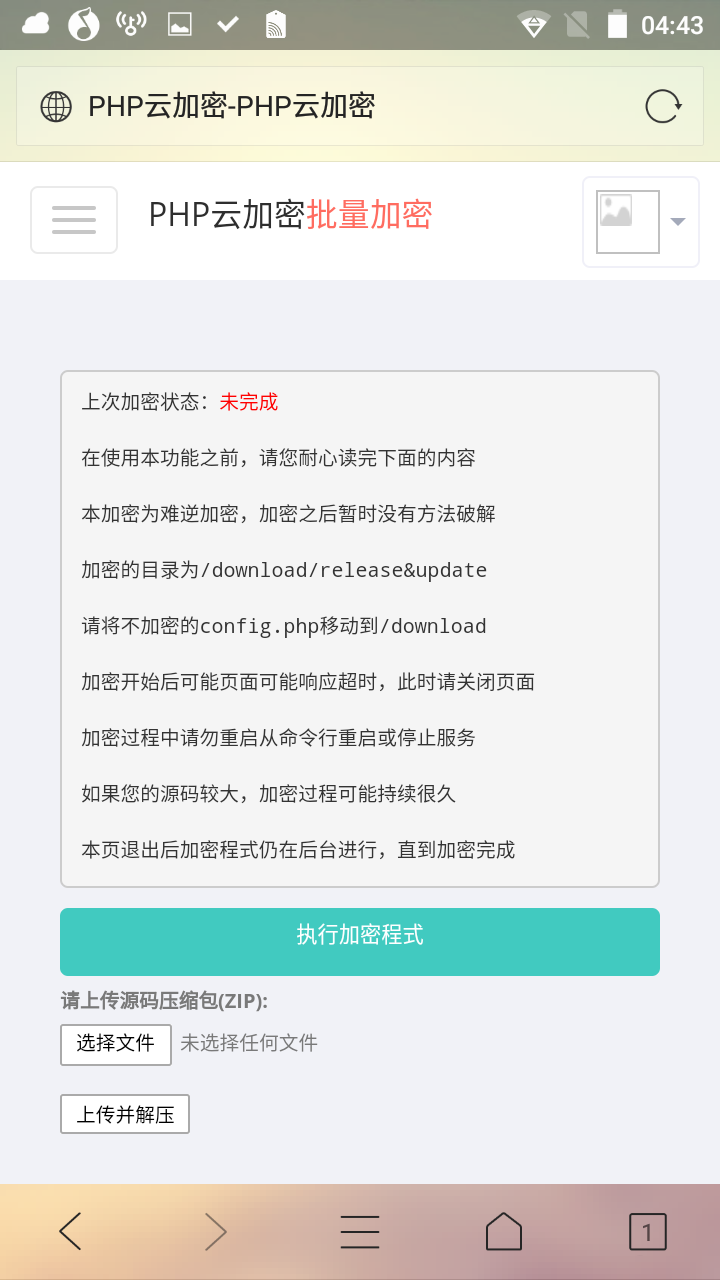 04:43
PHP云加密-PHP云加密
PHP云加密批量加密
上次加密状态：未完成
在使用本功能之前，请您耐心读完下面的内容
本加密为难逆加密，加密之后暂时没有方法破解
加密的目录为/download/release&update
请将不加密的config.php移动到/download
加密开始后可能页面可能响应超时，此时请关闭页面
加密过程中请勿重启从命令行重启或停止服务
如果您的源码较大，加密过程可能持续很久
本页退出后加密程式仍在后台进行，直到加密完成
执行加密程式
请上传源码压缩包(ZIP):
选择文件 未选择任何文件
上传并解压
1